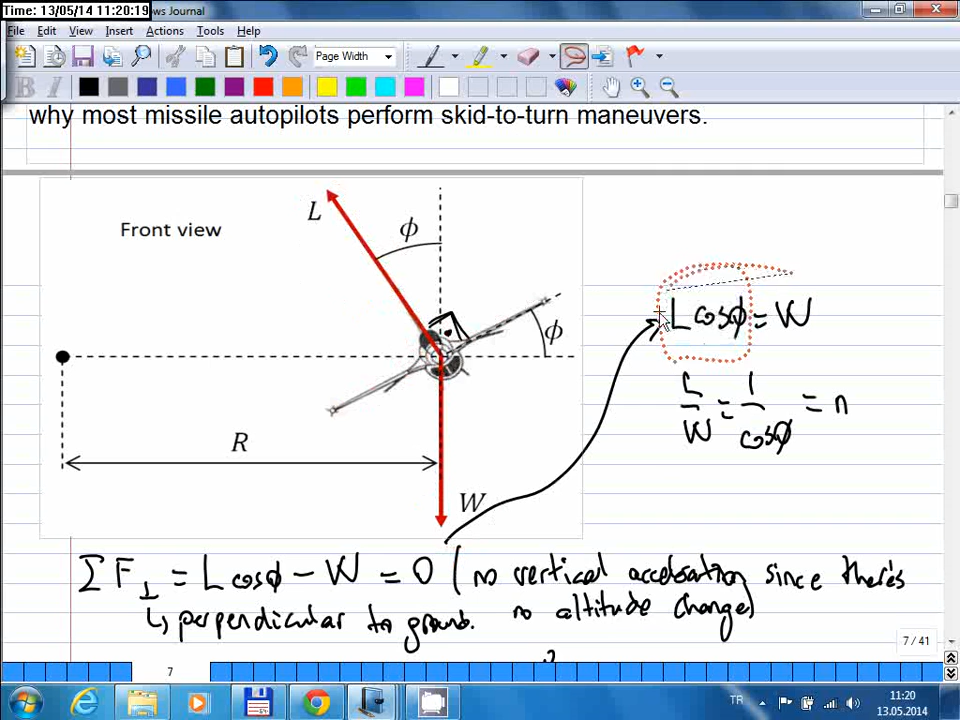 Time: 13/05/14 11:20:19 ows Journal
File Edit View Insert Actions Tools Help
Page Width
B I
why most missile autopilots perform skid-to-turn maneuvers.
Front view
L
ϕ
ϕ
R
W
L cosϕ = W
L/W = 1/cosϕ = n
ΣF⊥ = L cosϕ - W = 0 (no vertical acceleration since there's
↳ perpendicular to ground. no altitude change)
7 / 41
7
TR
11:20
13.05.2014